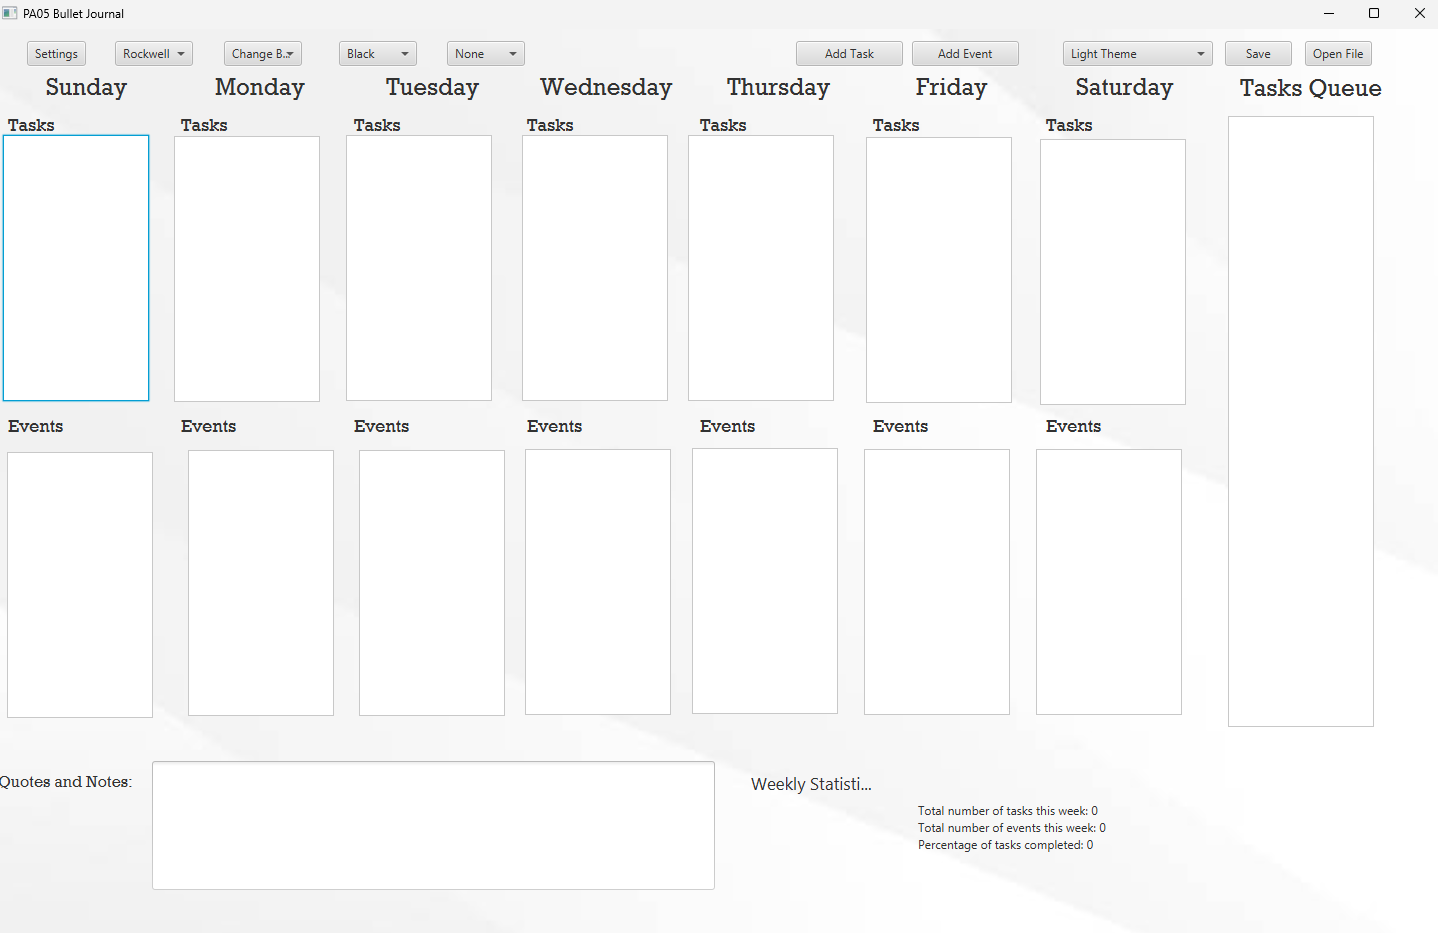 PA05 Bullet Journal
Settings Rockwell Change B... Black None Add Task Add Event Light Theme Save Open File
Sunday Monday Tuesday Wednesday Thursday Friday Saturday Tasks Queue
Tasks Tasks Tasks Tasks Tasks Tasks Tasks
Events Events Events Events Events Events Events
Quotes and Notes:
Weekly Statisti...
Total number of tasks this week: 0
Total number of events this week: 0
Percentage of tasks completed: 0